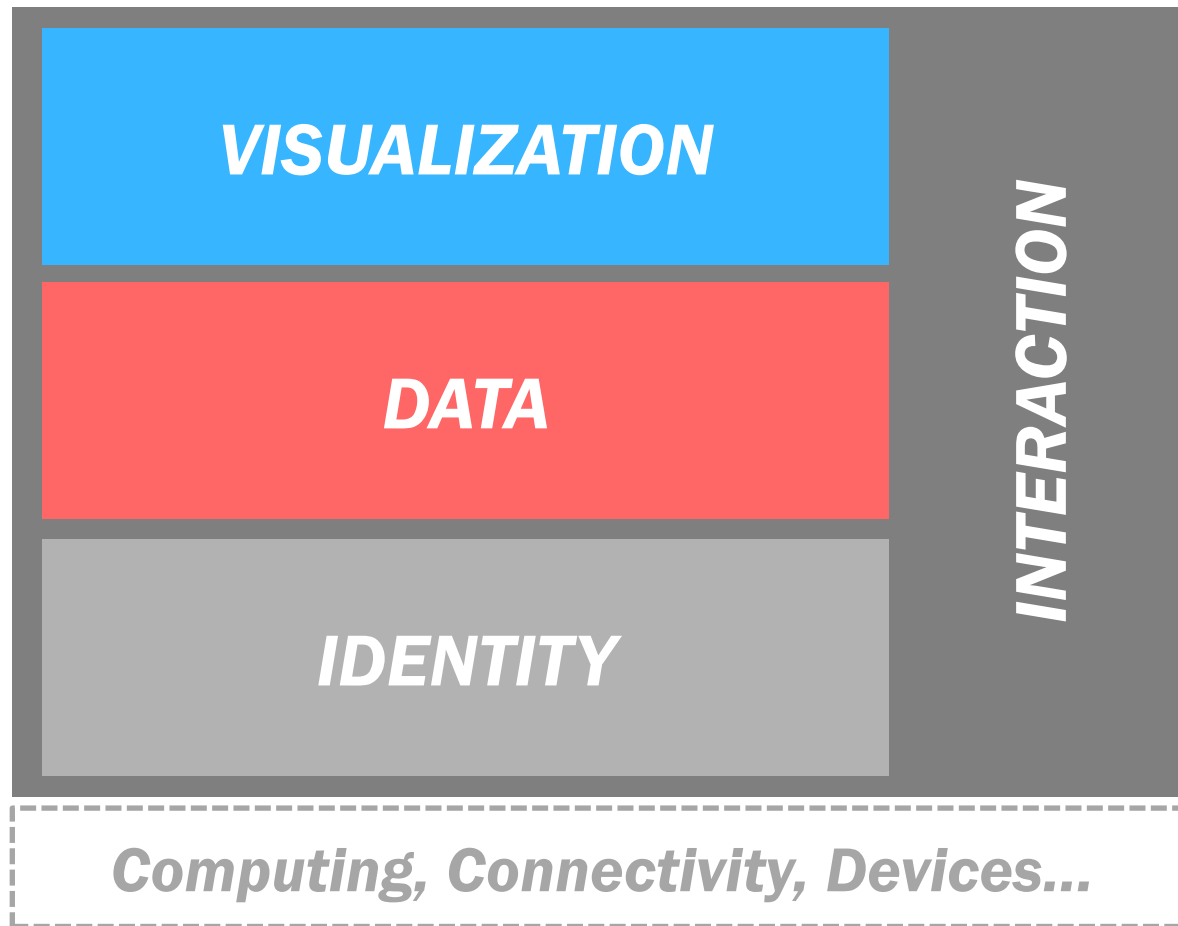 VISUALIZATION
DATA
IDENTITY
INTERACTION
Computing, Connectivity, Devices...